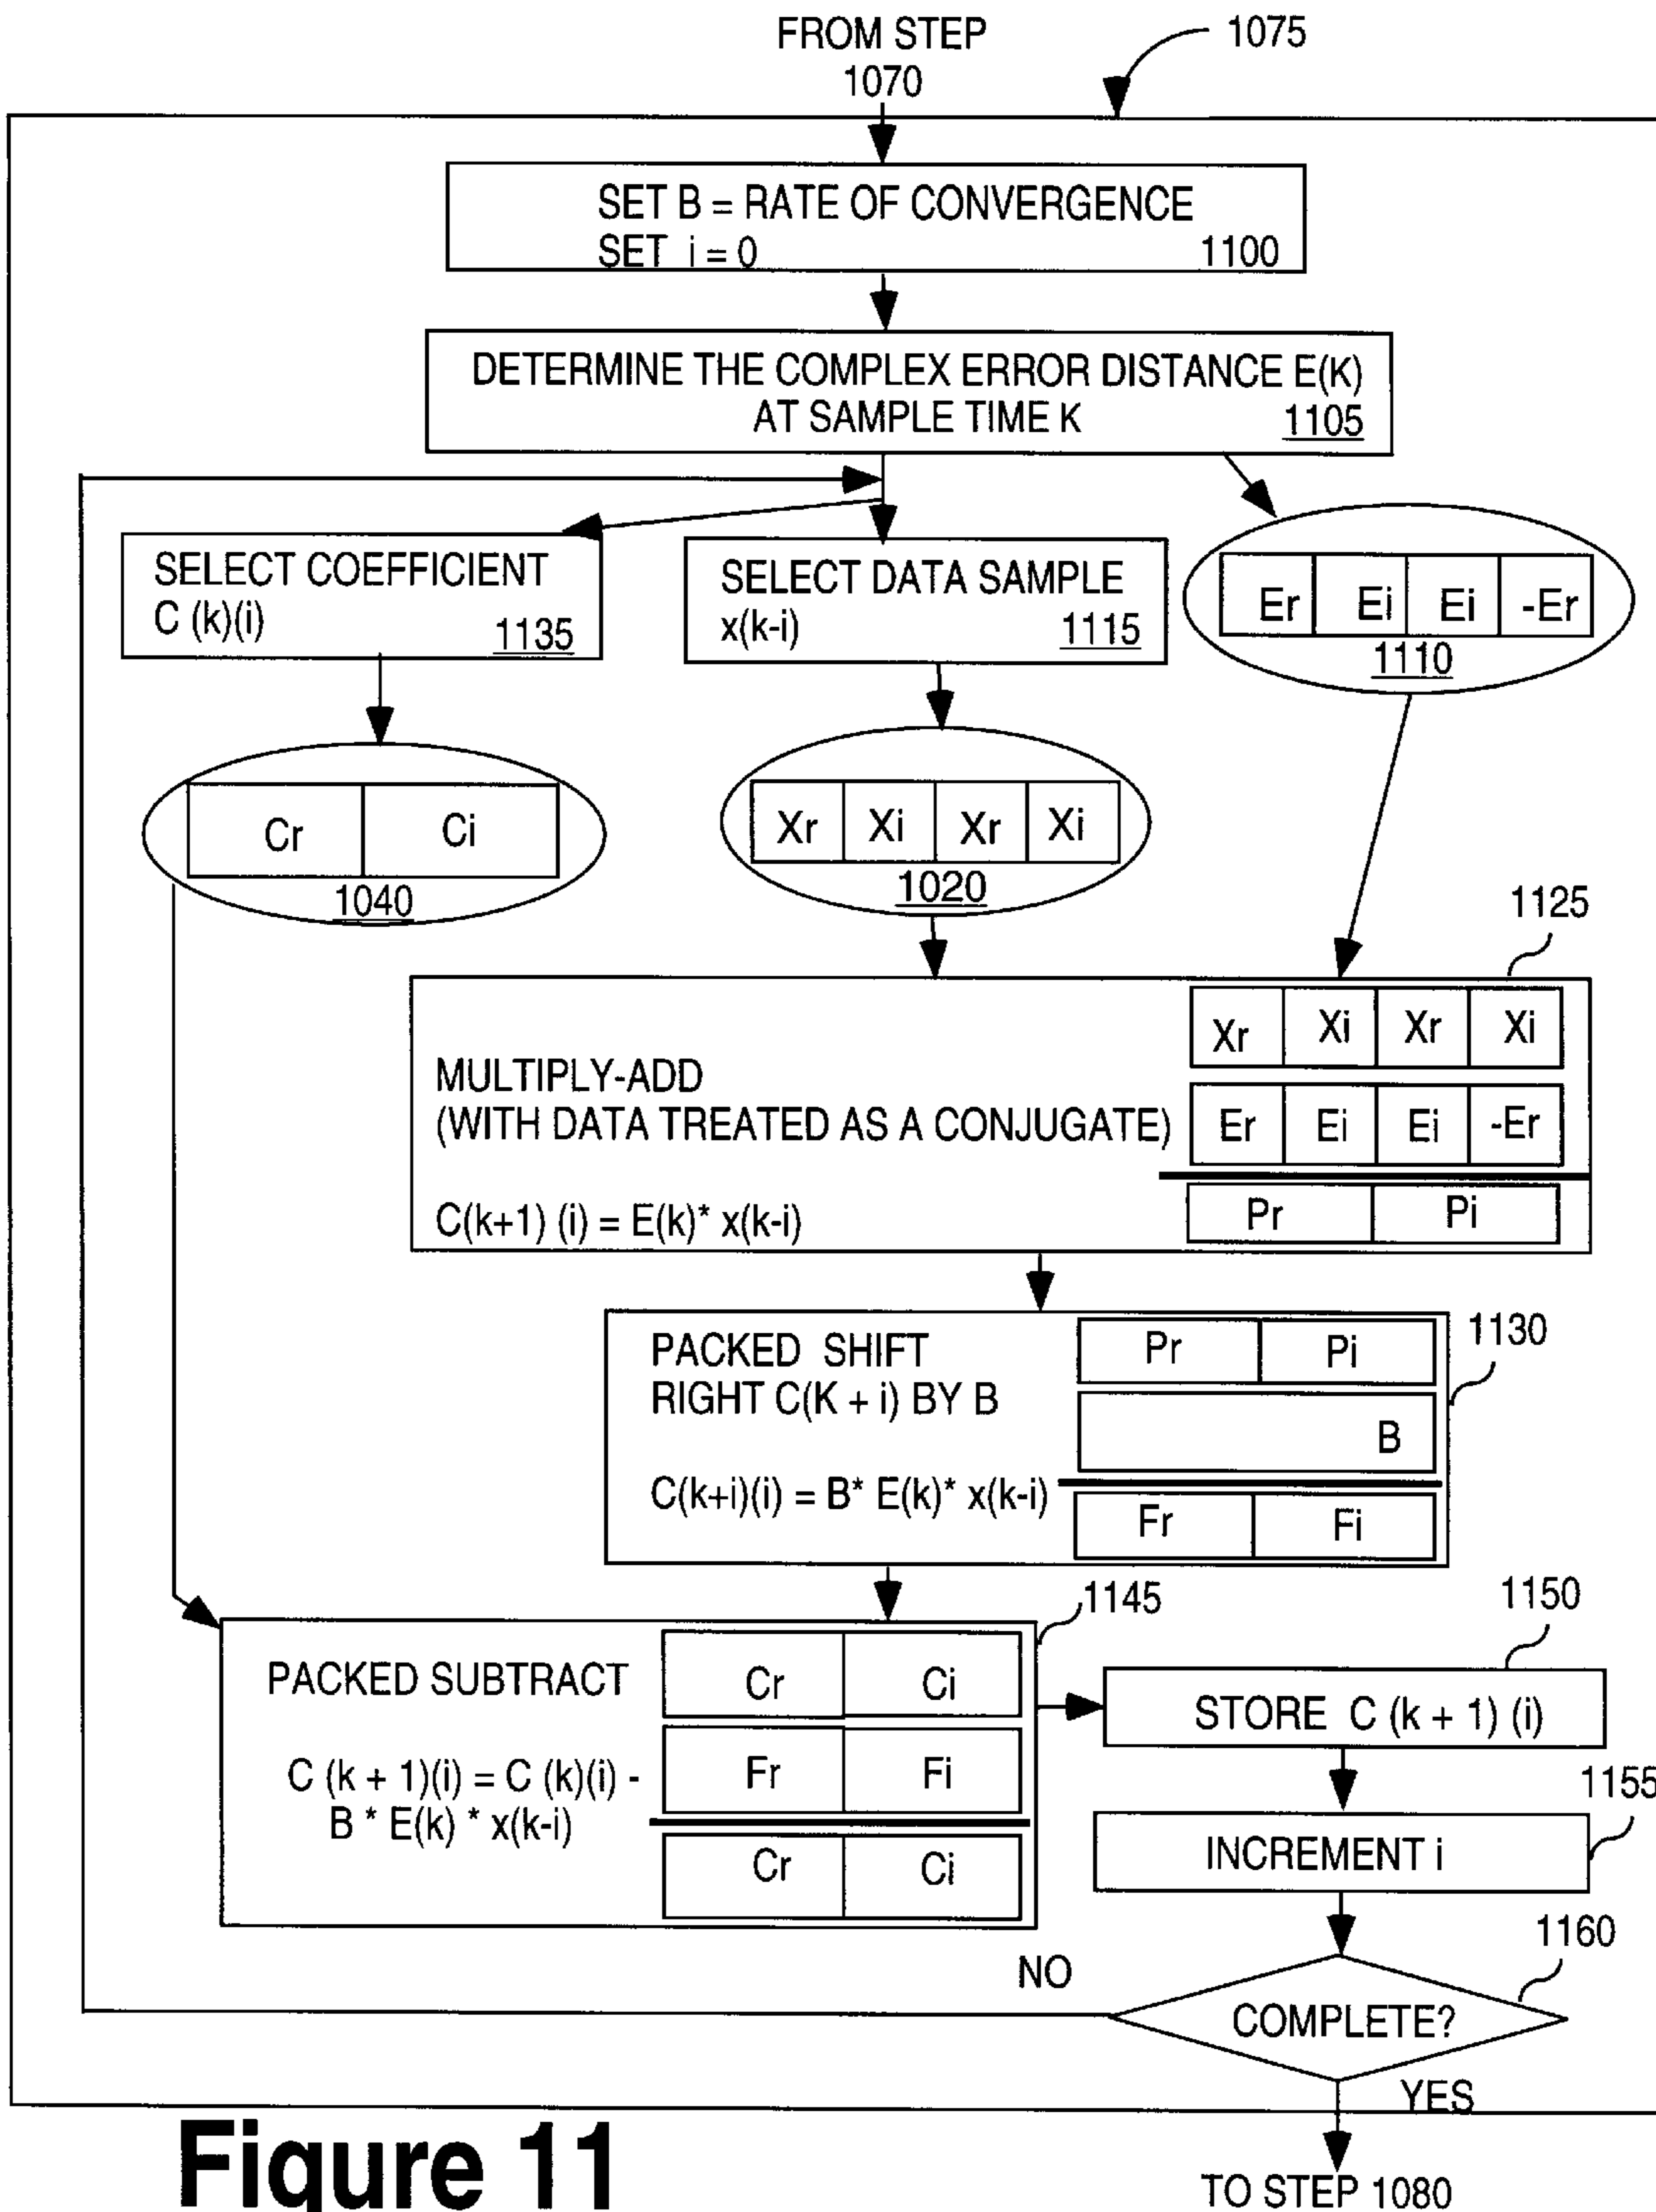 FROM STEP
1070
1075
SET B = RATE OF CONVERGENCE
SET i = 0
1100
DETERMINE THE COMPLEX ERROR DISTANCE E(K)
AT SAMPLE TIME K
1105
SELECT COEFFICIENT
C (k)(i)
1135
SELECT DATA SAMPLE
x(k-i)
1115
Er Ei Ei -Er
1110
Cr Ci
1040
Xr Xi Xr Xi
1020
1125
MULTIPLY-ADD
(WITH DATA TREATED AS A CONJUGATE)
C(k+1) (i) = E(k)* x(k-i)
Xr Xi Xr Xi
Er Ei Ei -Er
Pr Pi
1130
PACKED SHIFT
RIGHT C(K + i) BY B
C(k+i)(i) = B* E(k)* x(k-i)
Pr Pi
B
Fr Fi
1145
PACKED SUBTRACT
C (k + 1)(i) = C (k)(i) -
B * E(k) * x(k-i)
Cr Ci
Fr Fi
Cr Ci
1150
STORE C (k + 1) (i)
1155
INCREMENT i
1160
COMPLETE?
NO
YES
TO STEP 1080
Figure 11